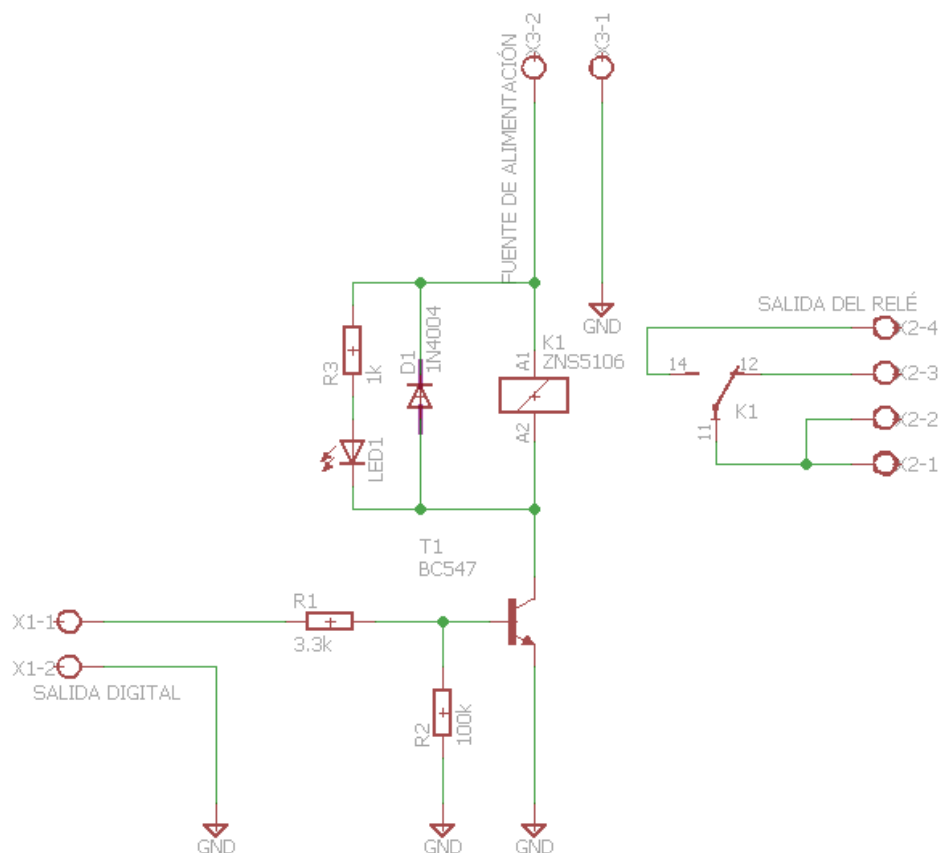 X3-2
X3-1
FUENTE DE ALIMENTACIÓN
GND
SALIDA DEL RELÉ
X2-4
X2-3
X2-2
X2-1
14
12
11
K1
K1
ZNS5106
A1
A2
D1
1N4004
R3
1k
LED1
T1
BC547
X1-1
R1
3.3k
X1-2
SALIDA DIGITAL
R2
100k
GND
GND
GND